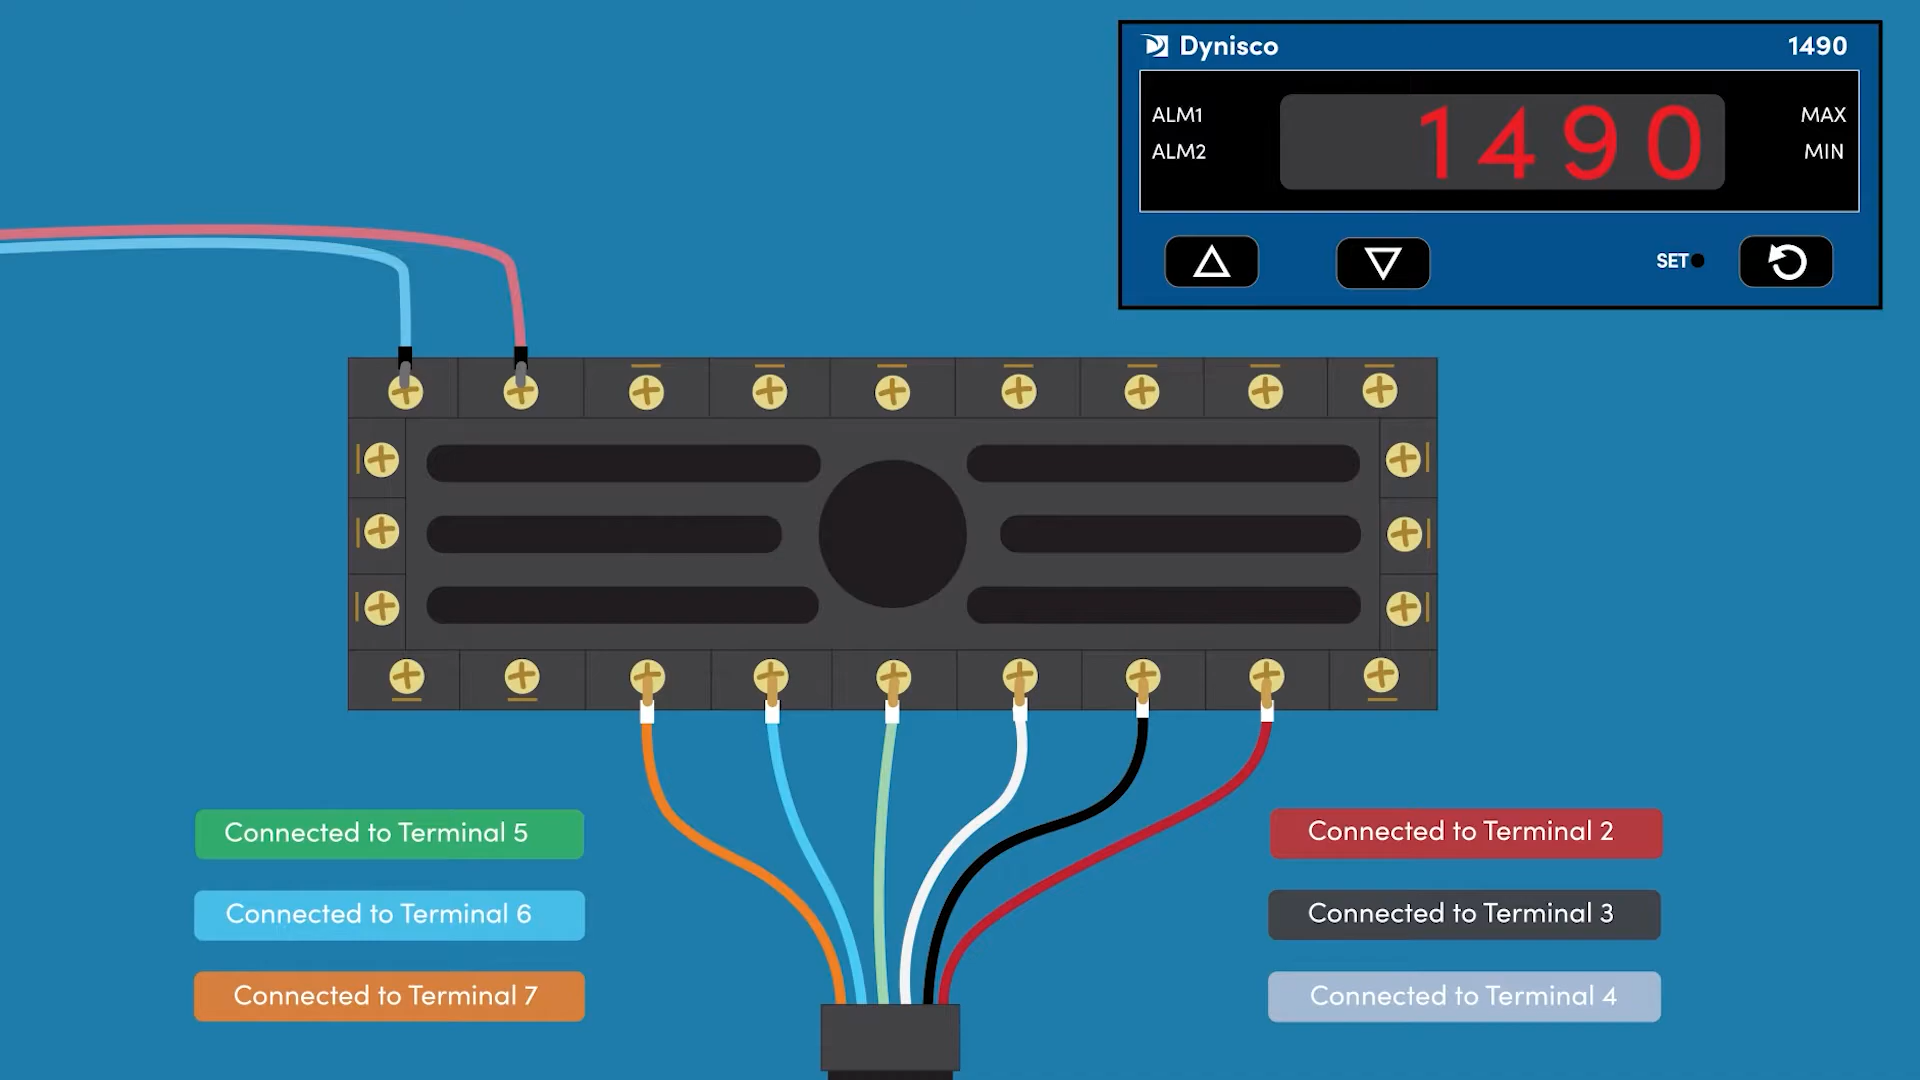 Dynisco
1490
ALM1
ALM2
1490
MAX
MIN
SET
Connected to Terminal 5
Connected to Terminal 6
Connected to Terminal 7
Connected to Terminal 2
Connected to Terminal 3
Connected to Terminal 4